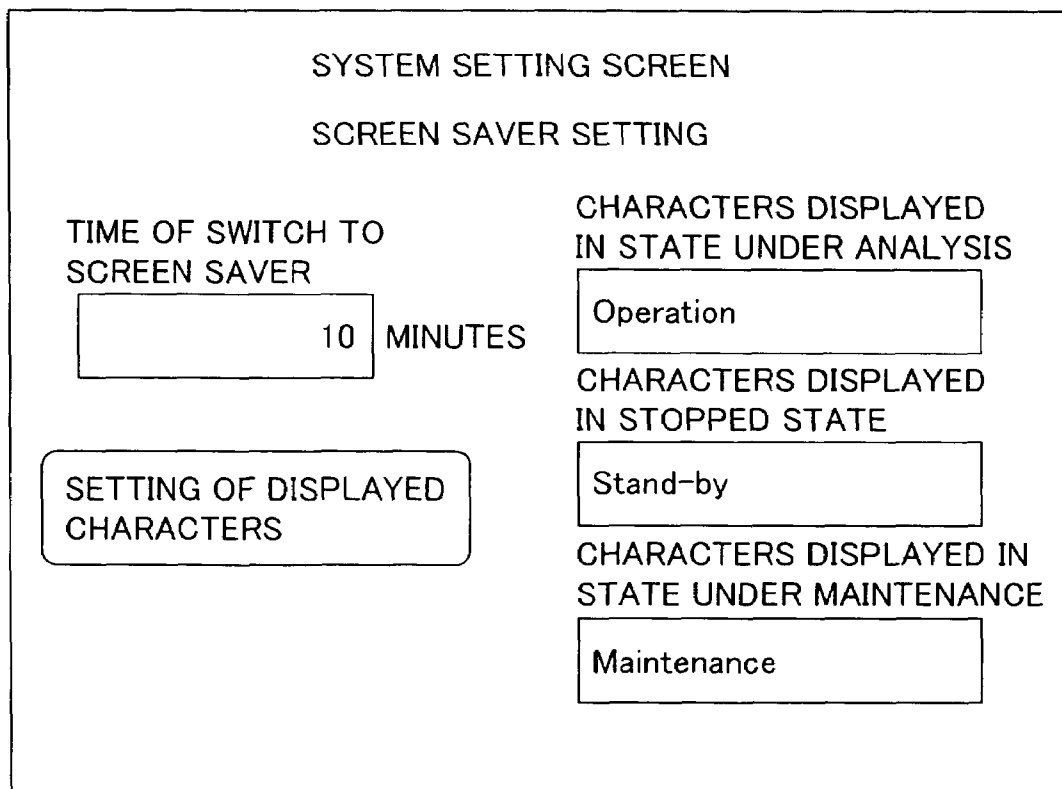 SYSTEM SETTING SCREEN
SCREEN SAVER SETTING
TIME OF SWITCH TO
SCREEN SAVER
10 MINUTES
SETTING OF DISPLAYED
CHARACTERS
CHARACTERS DISPLAYED
IN STATE UNDER ANALYSIS
Operation
CHARACTERS DISPLAYED
IN STOPPED STATE
Stand-by
CHARACTERS DISPLAYED IN
STATE UNDER MAINTENANCE
Maintenance